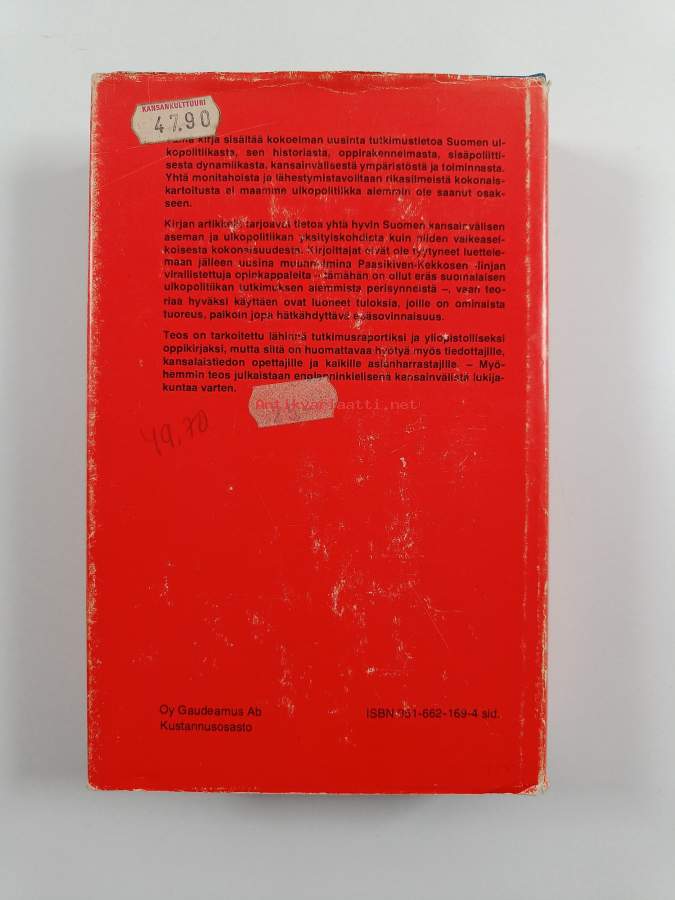 KANSANKULTTUURI
47.90
Tämä kirja sisältää kokoelman uusinta tutkimustietoa Suomen ul-
kopolitiikasta, sen historiasta, oppirakennelmasta, sisäpoliitti-
sesta dynamiikasta, kansainvälisestä ympäristöstä ja toiminnasta.
Yhtä monitahoista ja lähestymistavoiltaan rikasilmeistä kokonais-
kartoitusta ei maamme ulkopolitiikka aiemmin ole saanut osak-
seen.
Kirjan artikkelit tarjoavat tietoa yhtä hyvin Suomen kansainvälisen
aseman ja ulkopolitiikan yksityiskohdista kuin niiden vaikeasel-
koisesta kokonaisuudesta. Kirjoittajat eivät ole tyytyneet luettele-
maan jälleen uusina muunnelmina Paasikiven-Kekkosen -linjan
virallistettuja opinkappaleita – tämähän on ollut eräs suomalaisen
ulkopolitiikan tutkimuksen aiemmista perisynneistä –, vaan teo-
riaa hyväksi käyttäen ovat luoneet tuloksia, joille on ominaista
tuoreus, paikoin jopa hätkähdyttävä epäsovinnaisuus.
Teos on tarkoitettu lähinnä tutkimusraportiksi ja yliopistolliseksi
oppikirjaksi, mutta siitä on huomattavaa hyötyä myös tiedottajille,
kansalaistiedon opettajille ja kaikille asianharrastajille. – Myö-
hemmin teos julkaistaan englanninkielisenä kansainvälistä lukija-
kuntaa varten.
Antikvariaatti.net
49,70
Oy Gaudeamus Ab
Kustannusosasto
ISBN 951-662-169-4 sid.